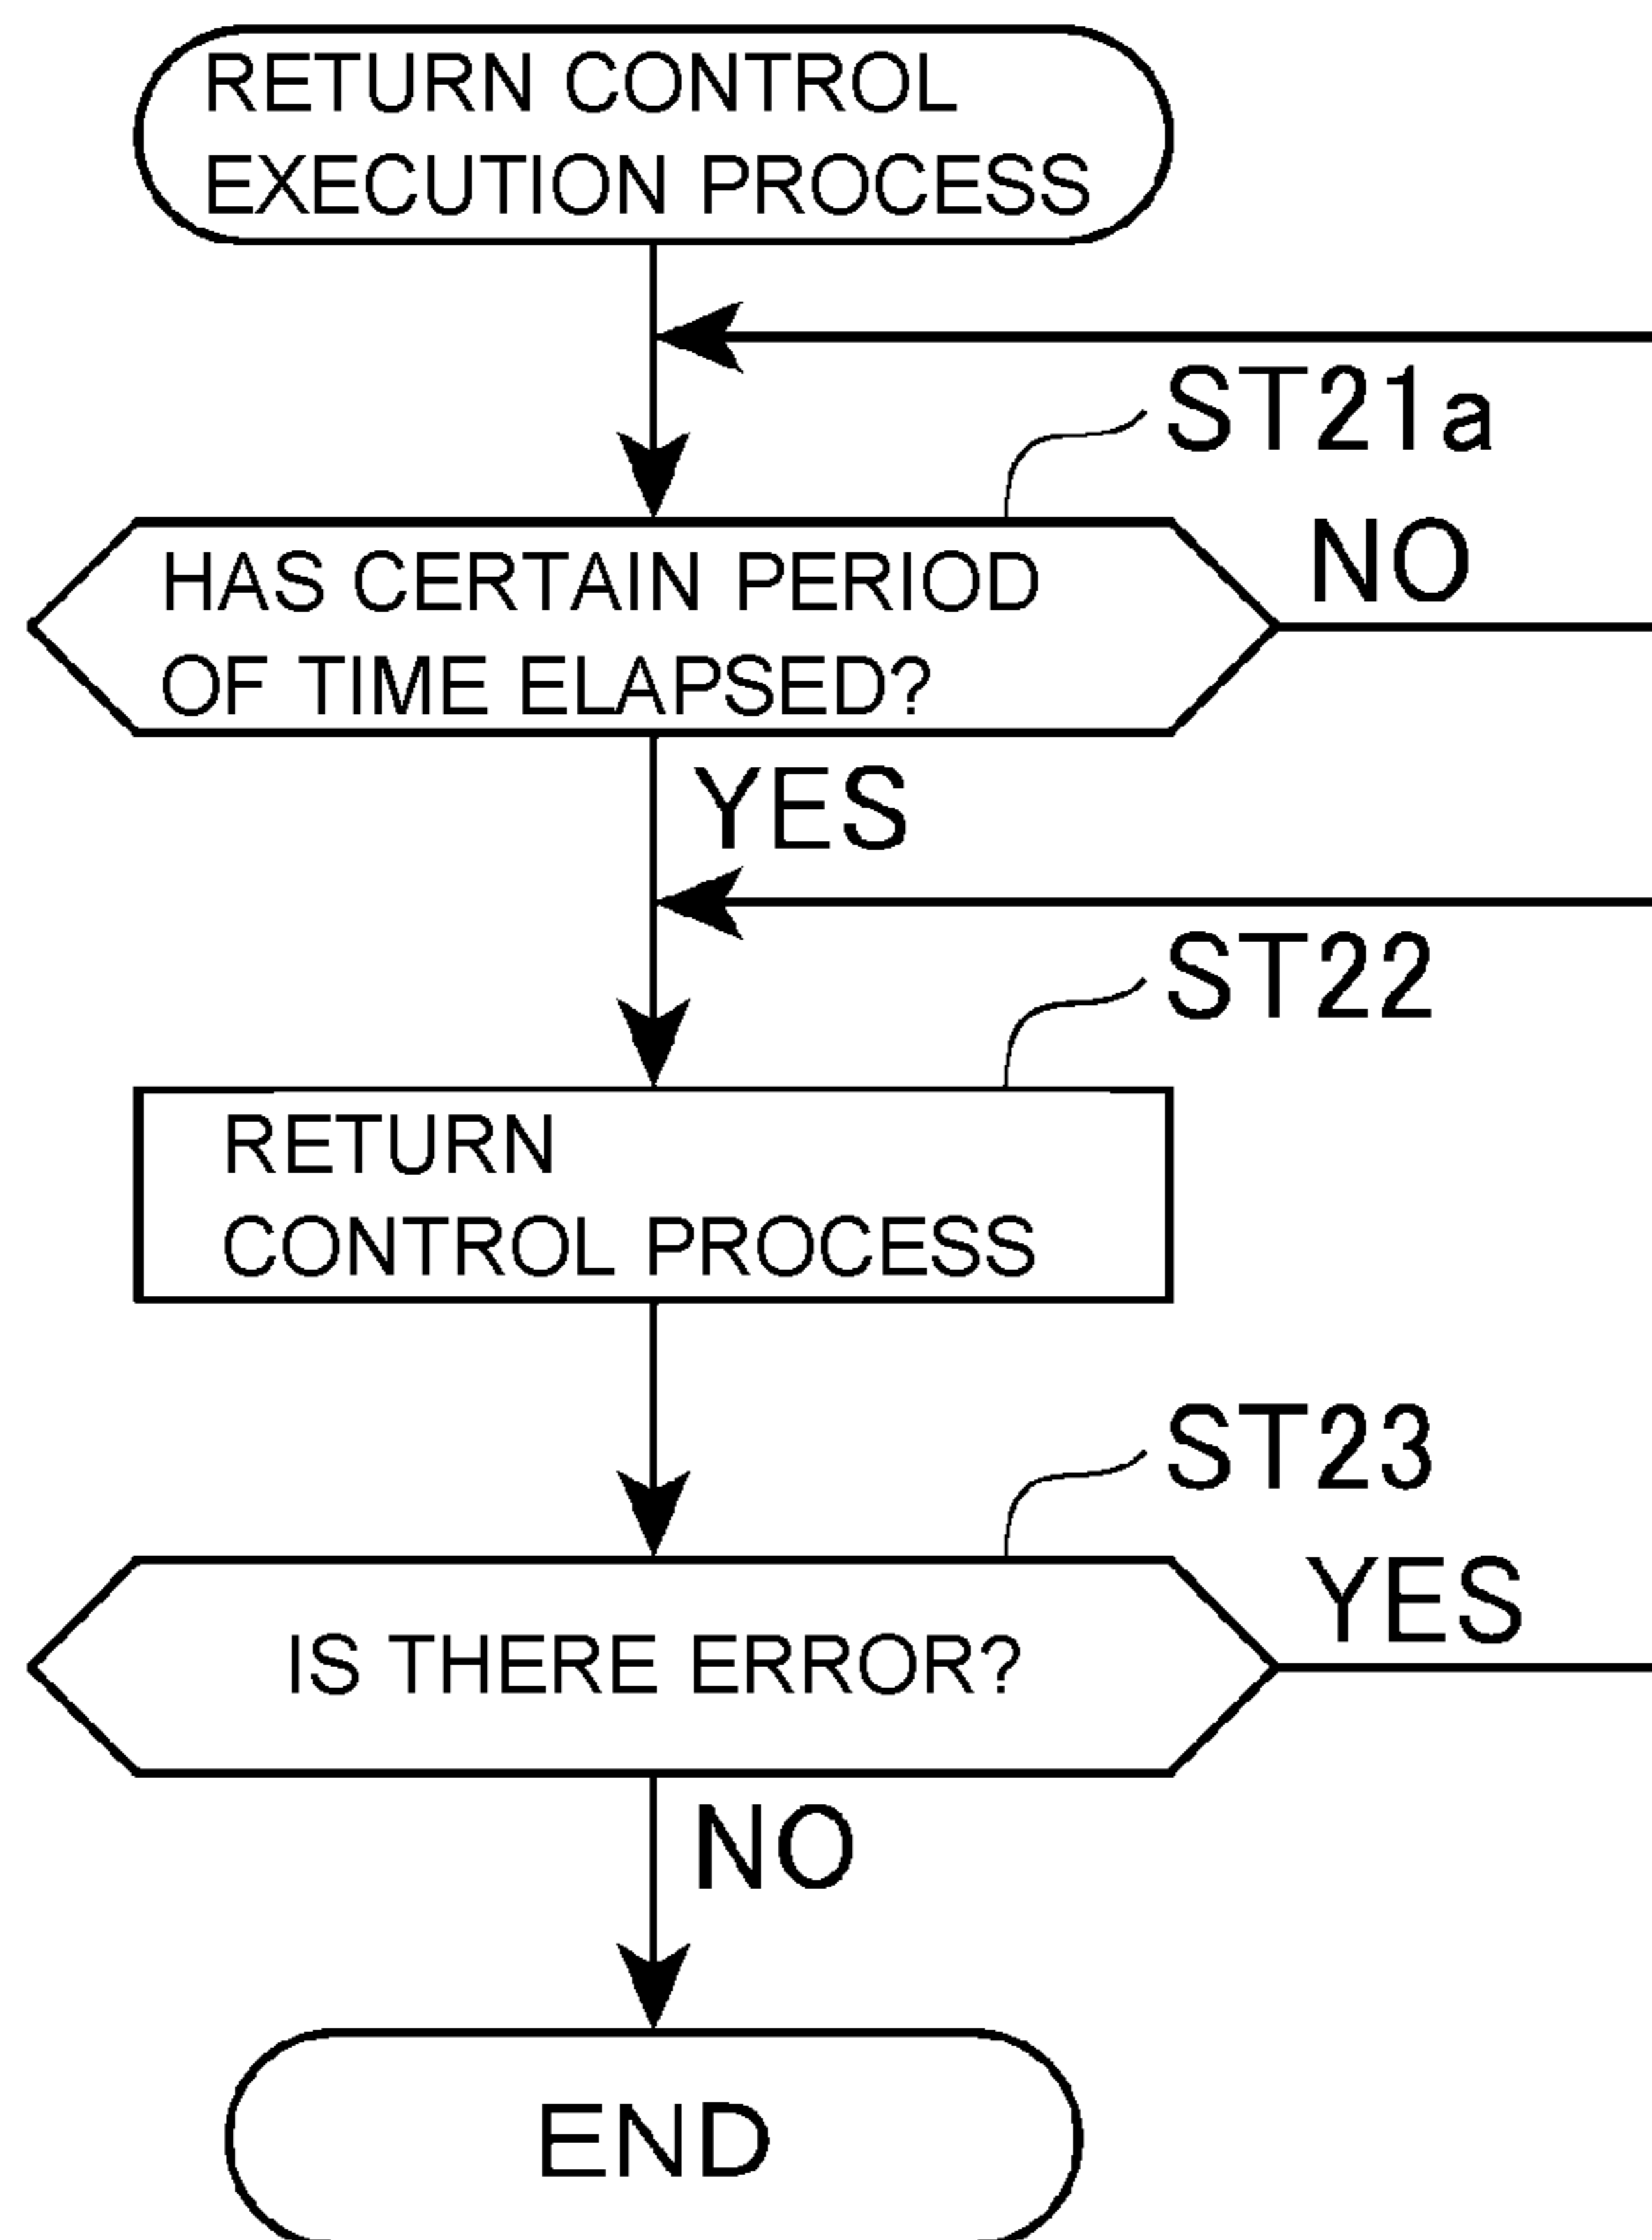 RETURN CONTROL
EXECUTION PROCESS
ST21a
HAS CERTAIN PERIOD
OF TIME ELAPSED?
NO
YES
ST22
RETURN
CONTROL PROCESS
ST23
IS THERE ERROR?
YES
NO
END